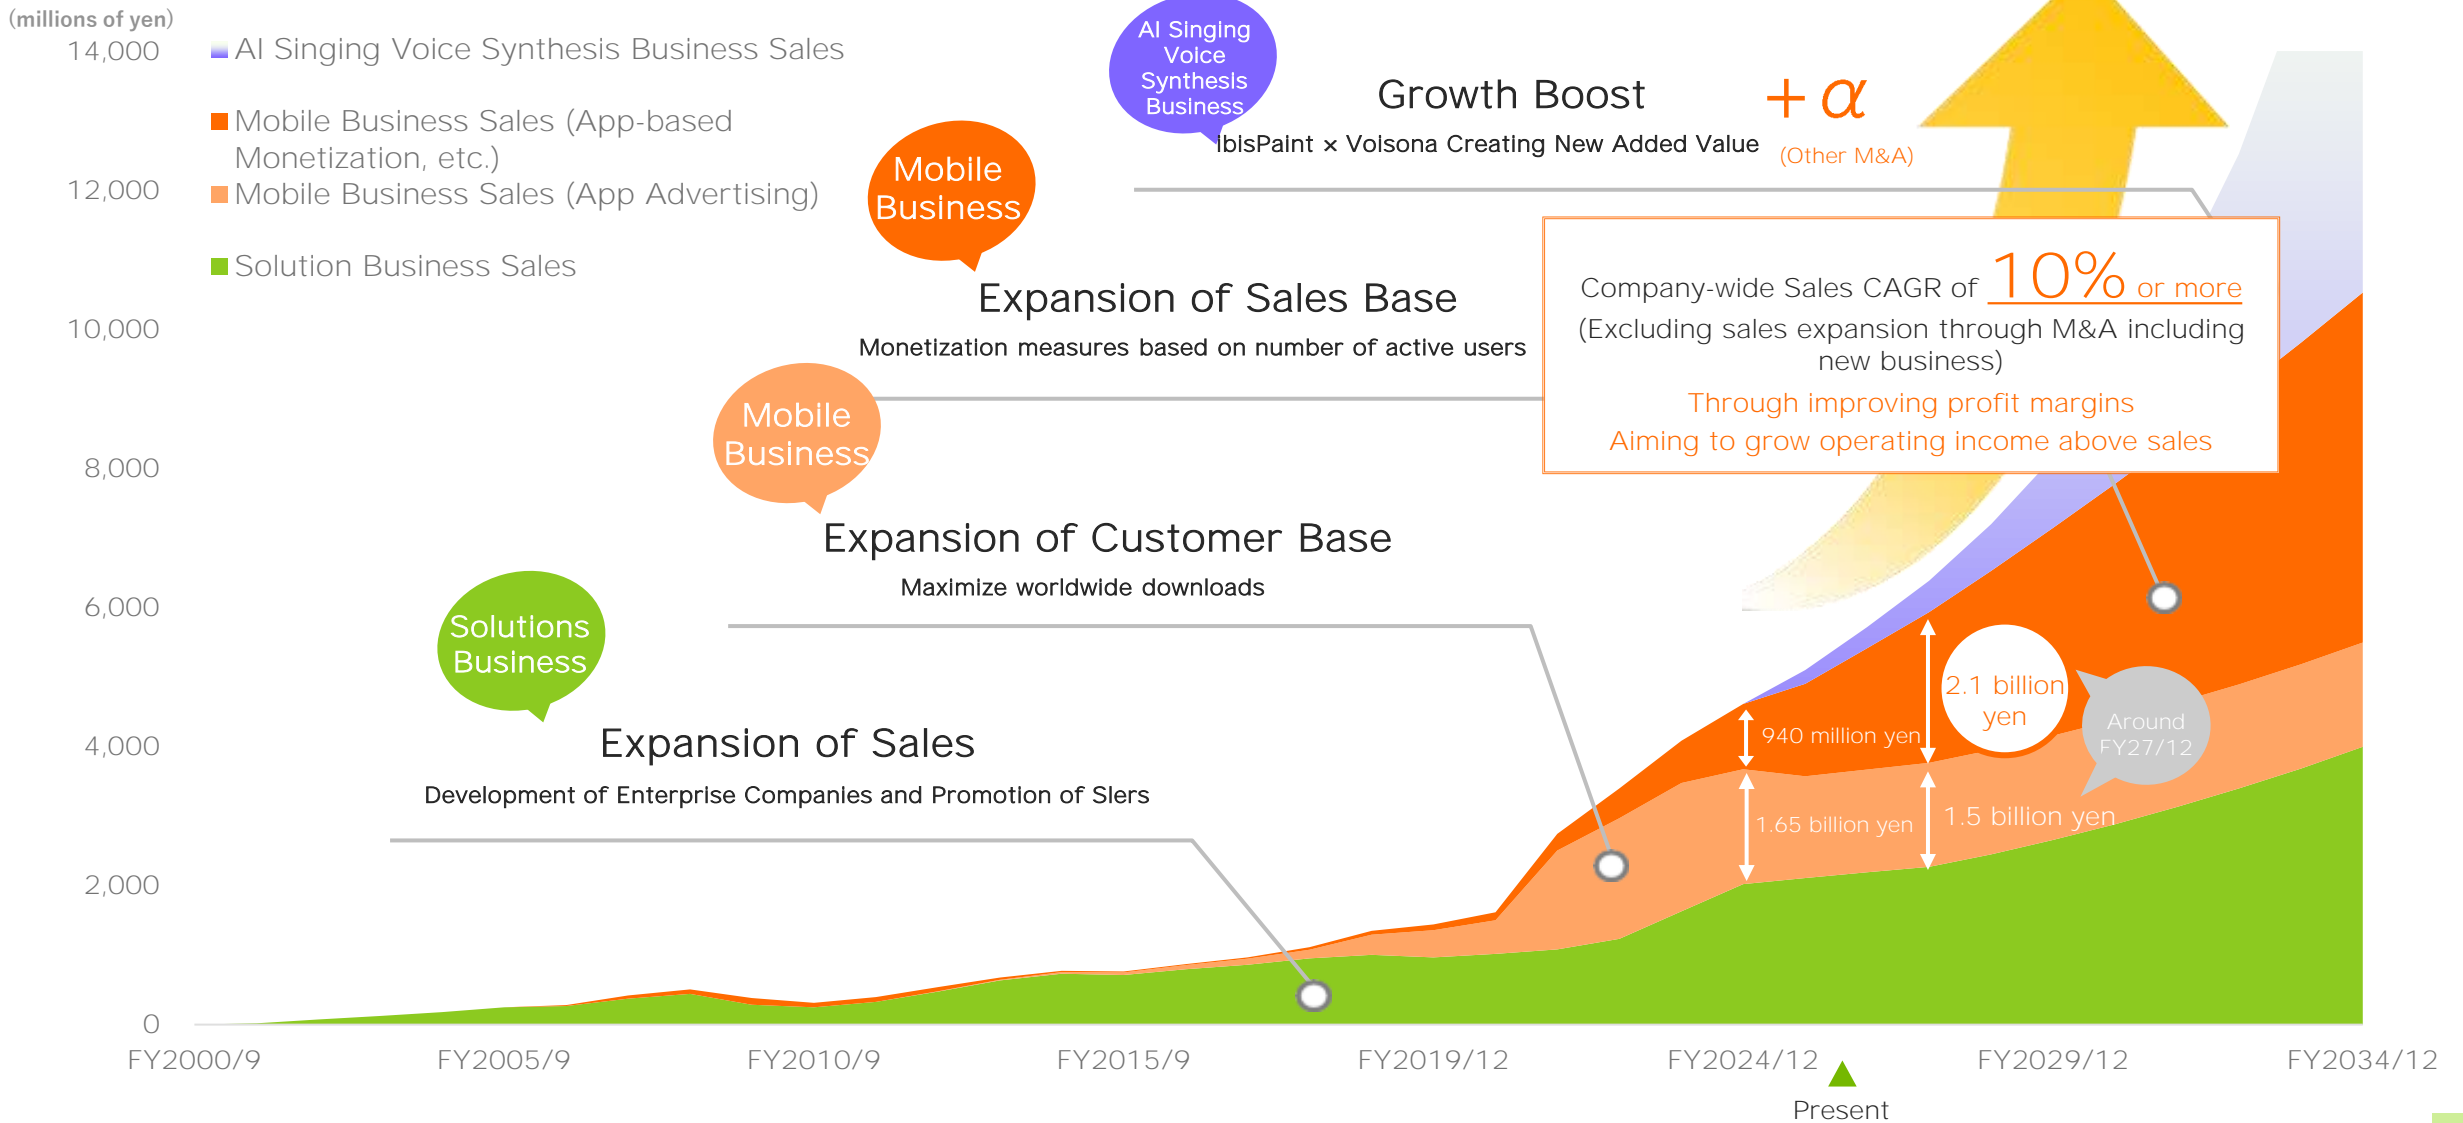 (millions of yen)
14,000
12,000
10,000
8,000
6,000
4,000
2,000
0
AI Singing Voice Synthesis Business Sales
Mobile Business Sales (App-based
Monetization, etc.)
Mobile Business Sales (App Advertising)
Solution Business Sales
AI Singing
Voice
Synthesis
Business
Growth Boost
+α
ibisPaint × Voisona Creating New Added Value
(Other M&A)
Mobile
Business
Expansion of Sales Base
Monetization measures based on number of active users
Company-wide Sales CAGR of 10% or more
(Excluding sales expansion through M&A including
new business)
Through improving profit margins
Aiming to grow operating income above sales
Mobile
Business
Expansion of Customer Base
Maximize worldwide downloads
Solutions
Business
Expansion of Sales
Development of Enterprise Companies and Promotion of SIers
940 million yen
1.65 billion yen
2.1 billion
yen
1.5 billion yen
Around
FY27/12
FY2000/9
FY2005/9
FY2010/9
FY2015/9
FY2019/12
FY2024/12
FY2029/12
FY2034/12
Present